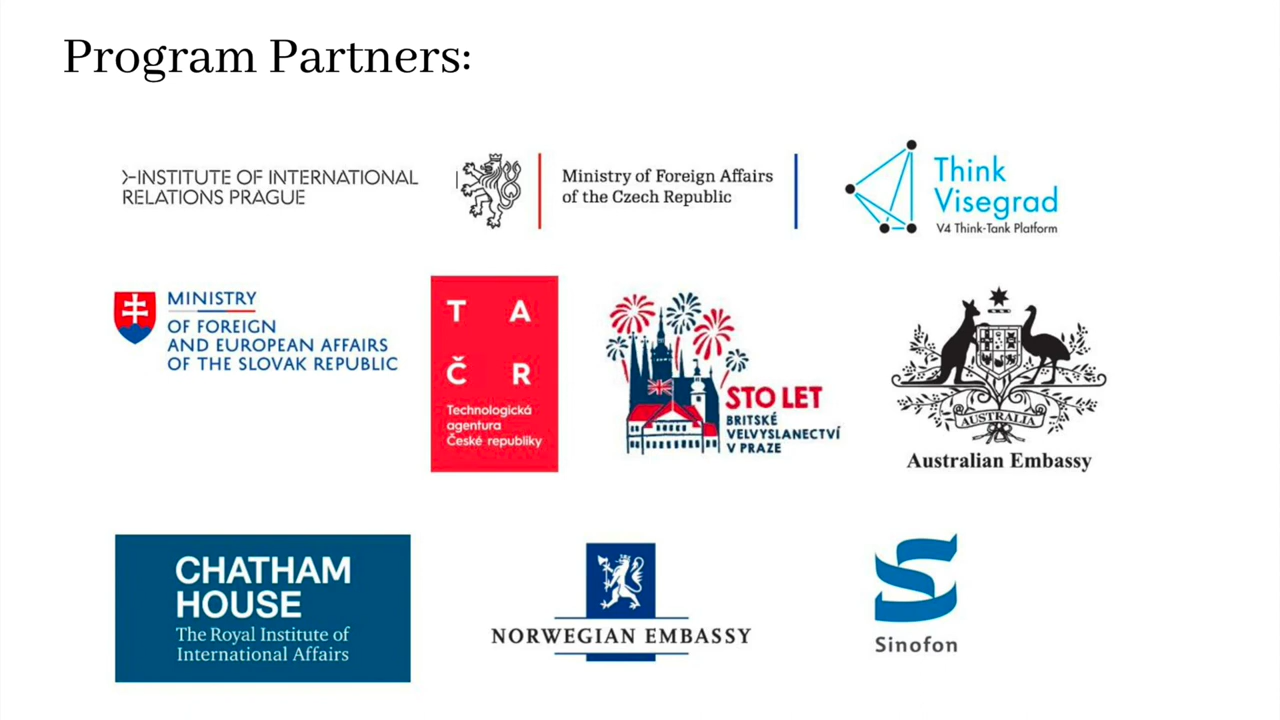 Program Partners:
>-INSTITUTE OF INTERNATIONAL
RELATIONS PRAGUE
Ministry of Foreign Affairs
of the Czech Republic
Think
Visegrad
V4 Think-Tank Platform
MINISTRY
OF FOREIGN
AND EUROPEAN AFFAIRS
OF THE SLOVAK REPUBLIC
T A
Č R
Technologická
agentura
České republiky
STO LET
BRITSKÉ
VELVYSLANECTVÍ
V PRAZE
AUSTRALIA
Australian Embassy
CHATHAM
HOUSE
The Royal Institute of
International Affairs
NORWEGIAN EMBASSY
Sinofon